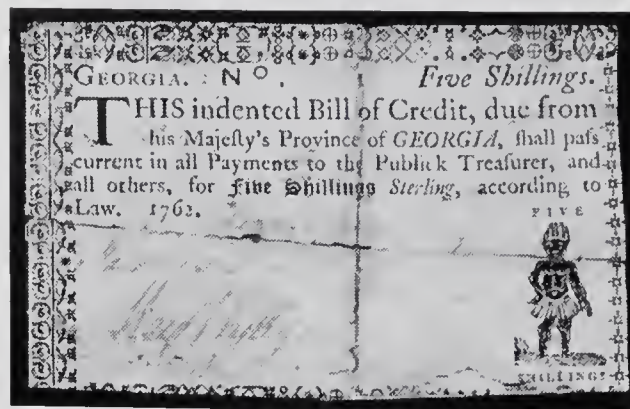 GEORGIA. : N O . Five Shillings.
THIS indented Bill of Credit, due from
his Majeſty's Province of GEORGIA, ſhall paſs
current in all Payments to the Publick Treaſurer, and
all others, for Five Shillings Sterling, according to
Law. 1762.
FIVE
SHILLINGS